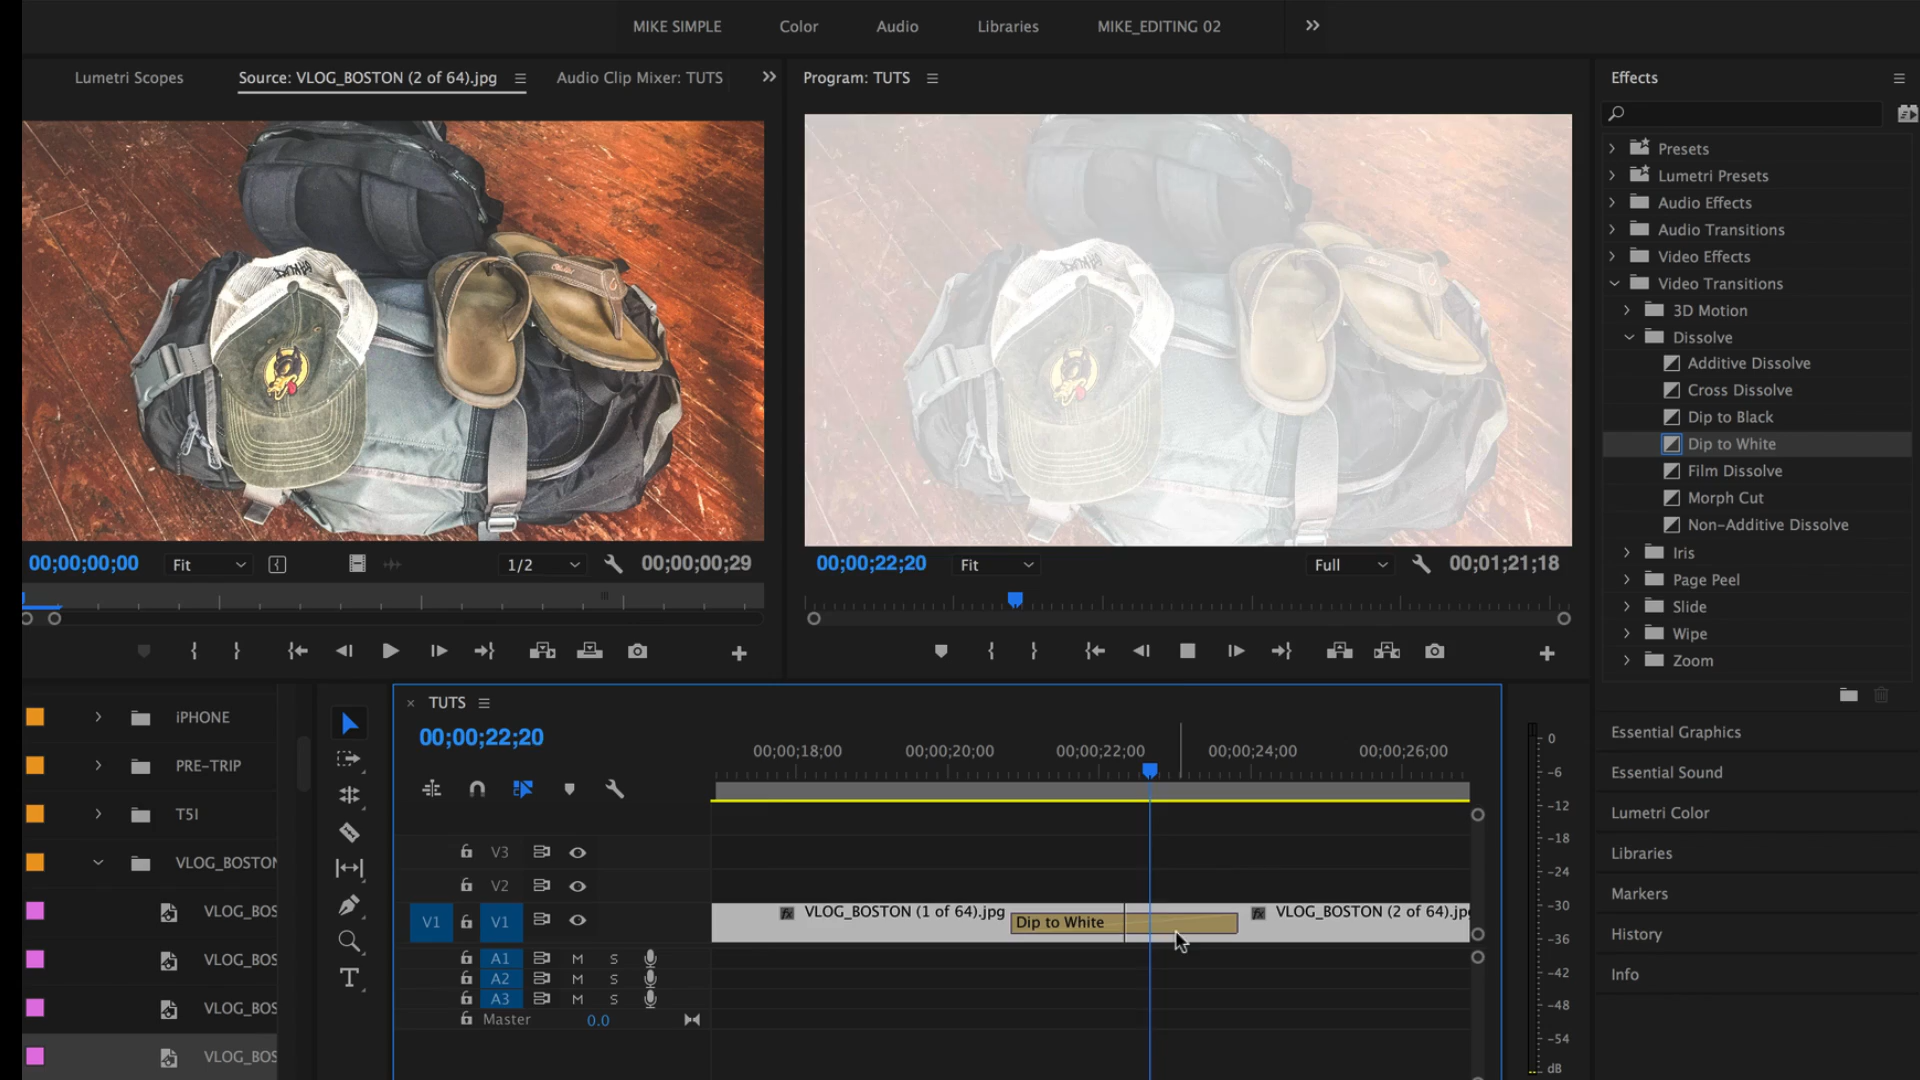 MIKE SIMPLE Color Audio Libraries MIKE_EDITING 02
Lumetri Scopes Source: VLOG_BOSTON (2 of 64).jpg Audio Clip Mixer: TUTS
Program: TUTS
00;00;00;00 Fit 1/2 00;00;00;29
00;00;22;20 Fit Full 00;01;21;18
Effects
Presets
Lumetri Presets
Audio Effects
Audio Transitions
Video Effects
Video Transitions
3D Motion
Dissolve
Additive Dissolve
Cross Dissolve
Dip to Black
Dip to White
Film Dissolve
Morph Cut
Non-Additive Dissolve
Iris
Page Peel
Slide
Wipe
Zoom
Essential Graphics
Essential Sound
Lumetri Color
Libraries
Markers
History
Info
iPHONE
PRE-TRIP
T5I
VLOG_BOSTON
VLOG_BOS
VLOG_BOS
VLOG_BOS
VLOG_BOS
T
× TUTS
00;00;22;20
00;00;18;00 00;00;20;00 00;00;22;00 00;00;24;00 00;00;26;00
V3
V2
V1 V1
VLOG_BOSTON (1 of 64).jpg Dip to White VLOG_BOSTON (2 of 64).jpg
A1 M S
A2 M S
A3 M S
Master 0.0
0
-6
-12
-18
-24
-30
-36
-42
-48
-54
dB